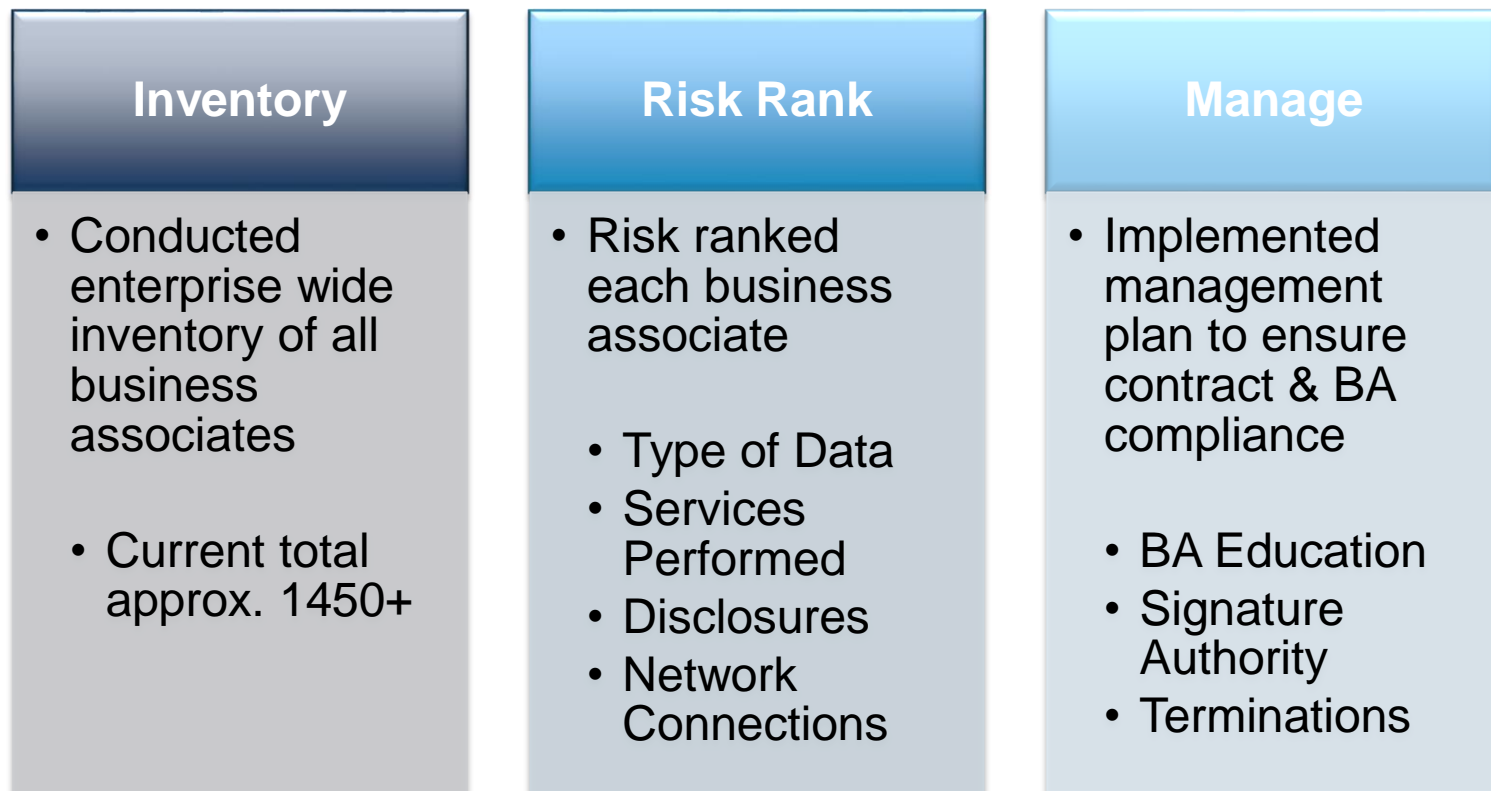 Inventory
• Conducted
enterprise wide
inventory of all
business
associates
• Current total
approx. 1450+
Risk Rank
• Risk ranked
each business
associate
• Type of Data
• Services
Performed
• Disclosures
• Network
Connections
Manage
• Implemented
management
plan to ensure
contract & BA
compliance
• BA Education
• Signature
Authority
• Terminations